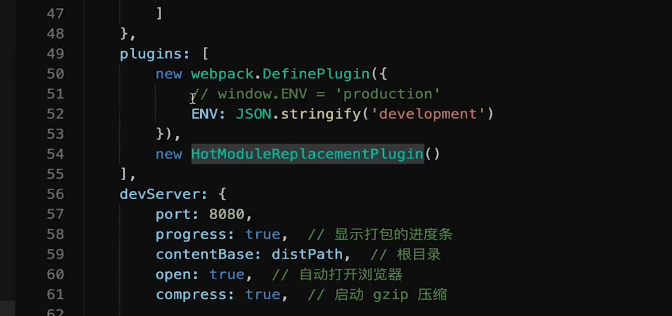 47 ]
48 },
49 plugins: [
50 new webpack.DefinePlugin({
51 // window.ENV = 'production'
52 ENV: JSON.stringify('development')
53 }),
54 new HotModuleReplacementPlugin()
55 ],
56 devServer: {
57 port: 8080,
58 progress: true, // 显示打包的进度条
59 contentBase: distPath, // 根目录
60 open: true, // 自动打开浏览器
61 compress: true, // 启动 gzip 压缩
62